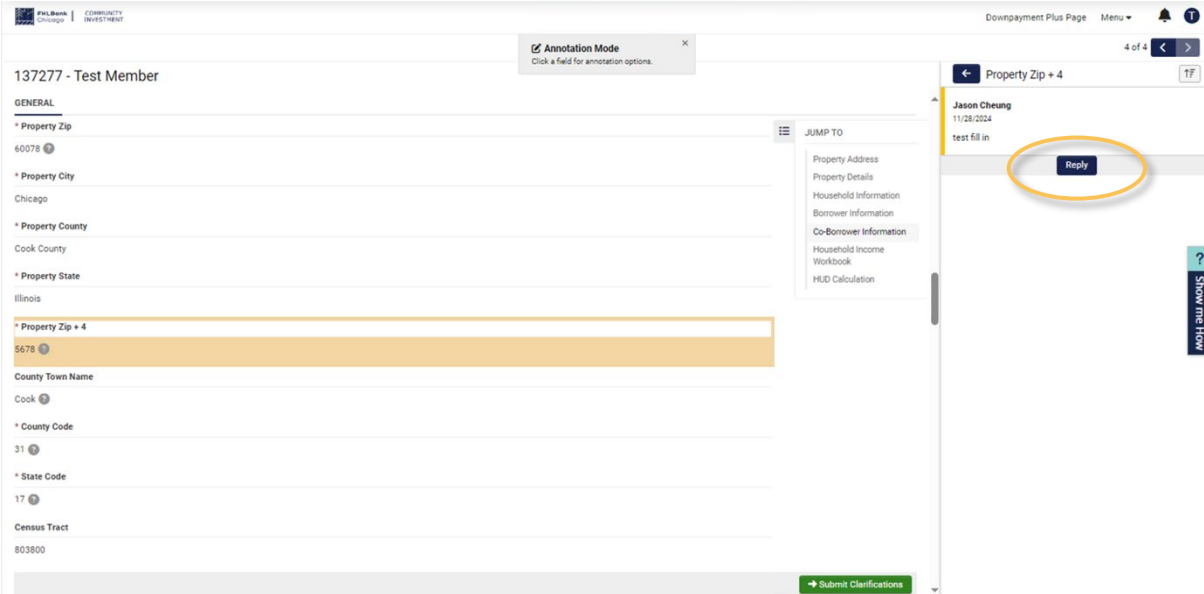 FHLBank Chicago
COMMUNITY INVESTMENT
Downpayment Plus Page
Menu
T
Annotation Mode
×
Click a field for annotation options.
4 of 4
137277 - Test Member
GENERAL
* Property Zip
60078 ?
* Property City
Chicago
* Property County
Cook County
* Property State
Illinois
* Property Zip + 4
5678 ?
County Town Name
Cook ?
* County Code
31 ?
* State Code
17 ?
Census Tract
803800
JUMP TO
Property Address
Property Details
Household Information
Borrower Information
Co-Borrower Information
Household Income
Workbook
HUD Calculation
Submit Clarifications
Property Zip + 4
Jason Cheung
11/28/2024
test fill in
Reply
? Show me How